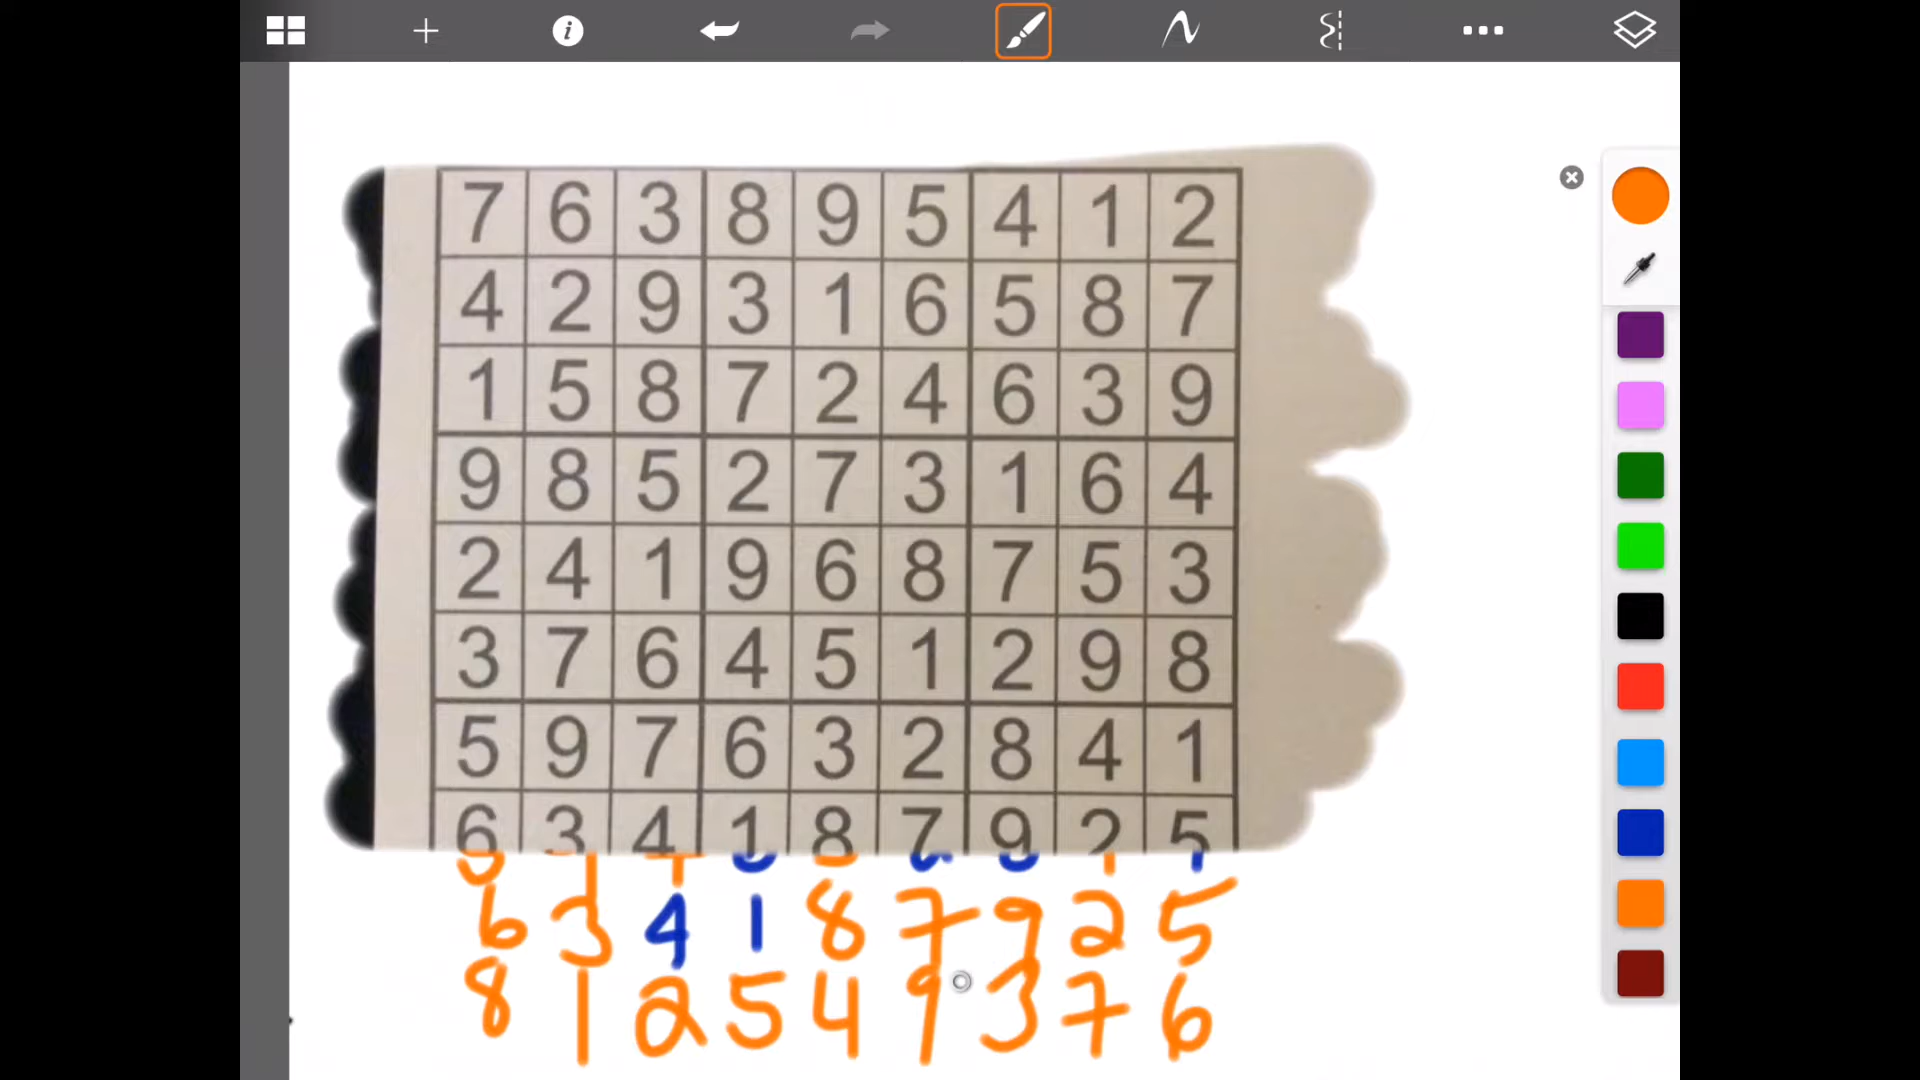 7 6 3 8 9 5 4 1 2
4 2 9 3 1 6 5 8 7
1 5 8 7 2 4 6 3 9
9 8 5 2 7 3 1 6 4
2 4 1 9 6 8 7 5 3
3 7 6 4 5 1 2 9 8
5 9 7 6 3 2 8 4 1
6 3 4 1 8 7 9 2 5
6 3 4 1 8 7 9 2 5
8 1 2 5 4 9 3 7 6